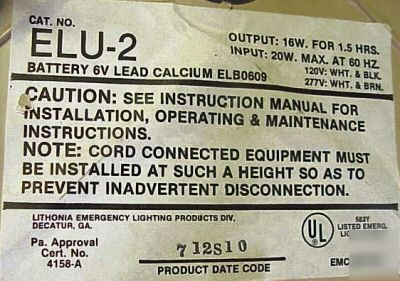 CAT. NO.
ELU-2
OUTPUT: 16W. FOR 1.5 HRS.
INPUT: 20W. MAX. AT 60 HZ.
BATTERY 6V LEAD CALCIUM ELB0609
120V: WHT. & BLK.
277V: WHT. & BRN.
CAUTION: SEE INSTRUCTION MANUAL FOR
INSTALLATION, OPERATING & MAINTENANCE
INSTRUCTIONS.
NOTE: CORD CONNECTED EQUIPMENT MUST
BE INSTALLED AT SUCH A HEIGHT SO AS TO
PREVENT INADVERTENT DISCONNECTION.
LITHONIA EMERGENCY LIGHTING PRODUCTS DIV.
DECATUR, GA.
Pa. Approval
Cert. No.
4158-A
712S10
PRODUCT DATE CODE
UL
583Y
LISTED EMERG.
EMC